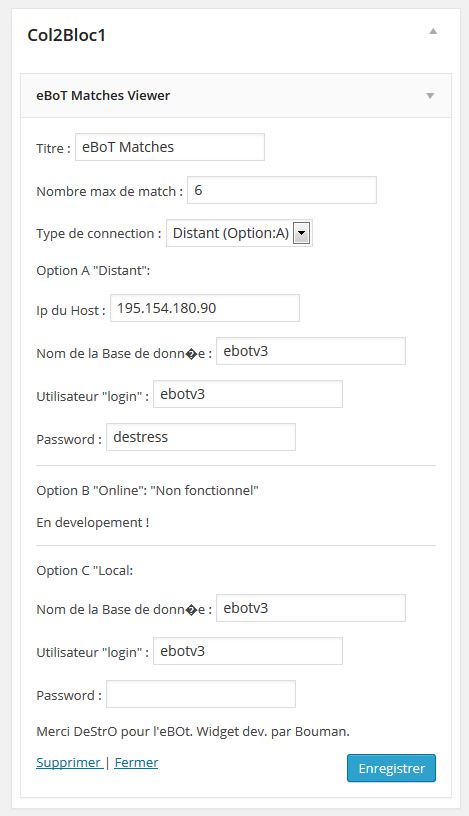 Col2Bloc1
eBoT Matches Viewer
Titre : eBoT Matches
Nombre max de match : 6
Type de connection : Distant (Option:A)
Option A "Distant":
Ip du Host : 195.154.180.90
Nom de la Base de donn�e : ebotv3
Utilisateur "login" : ebotv3
Password : destress
Option B "Online": "Non fonctionnel"
En developement !
Option C "Local:
Nom de la Base de donn�e : ebotv3
Utilisateur "login" : ebotv3
Password :
Merci DeStrO pour l'eBOt. Widget dev. par Bouman.
Supprimer | Fermer Enregistrer